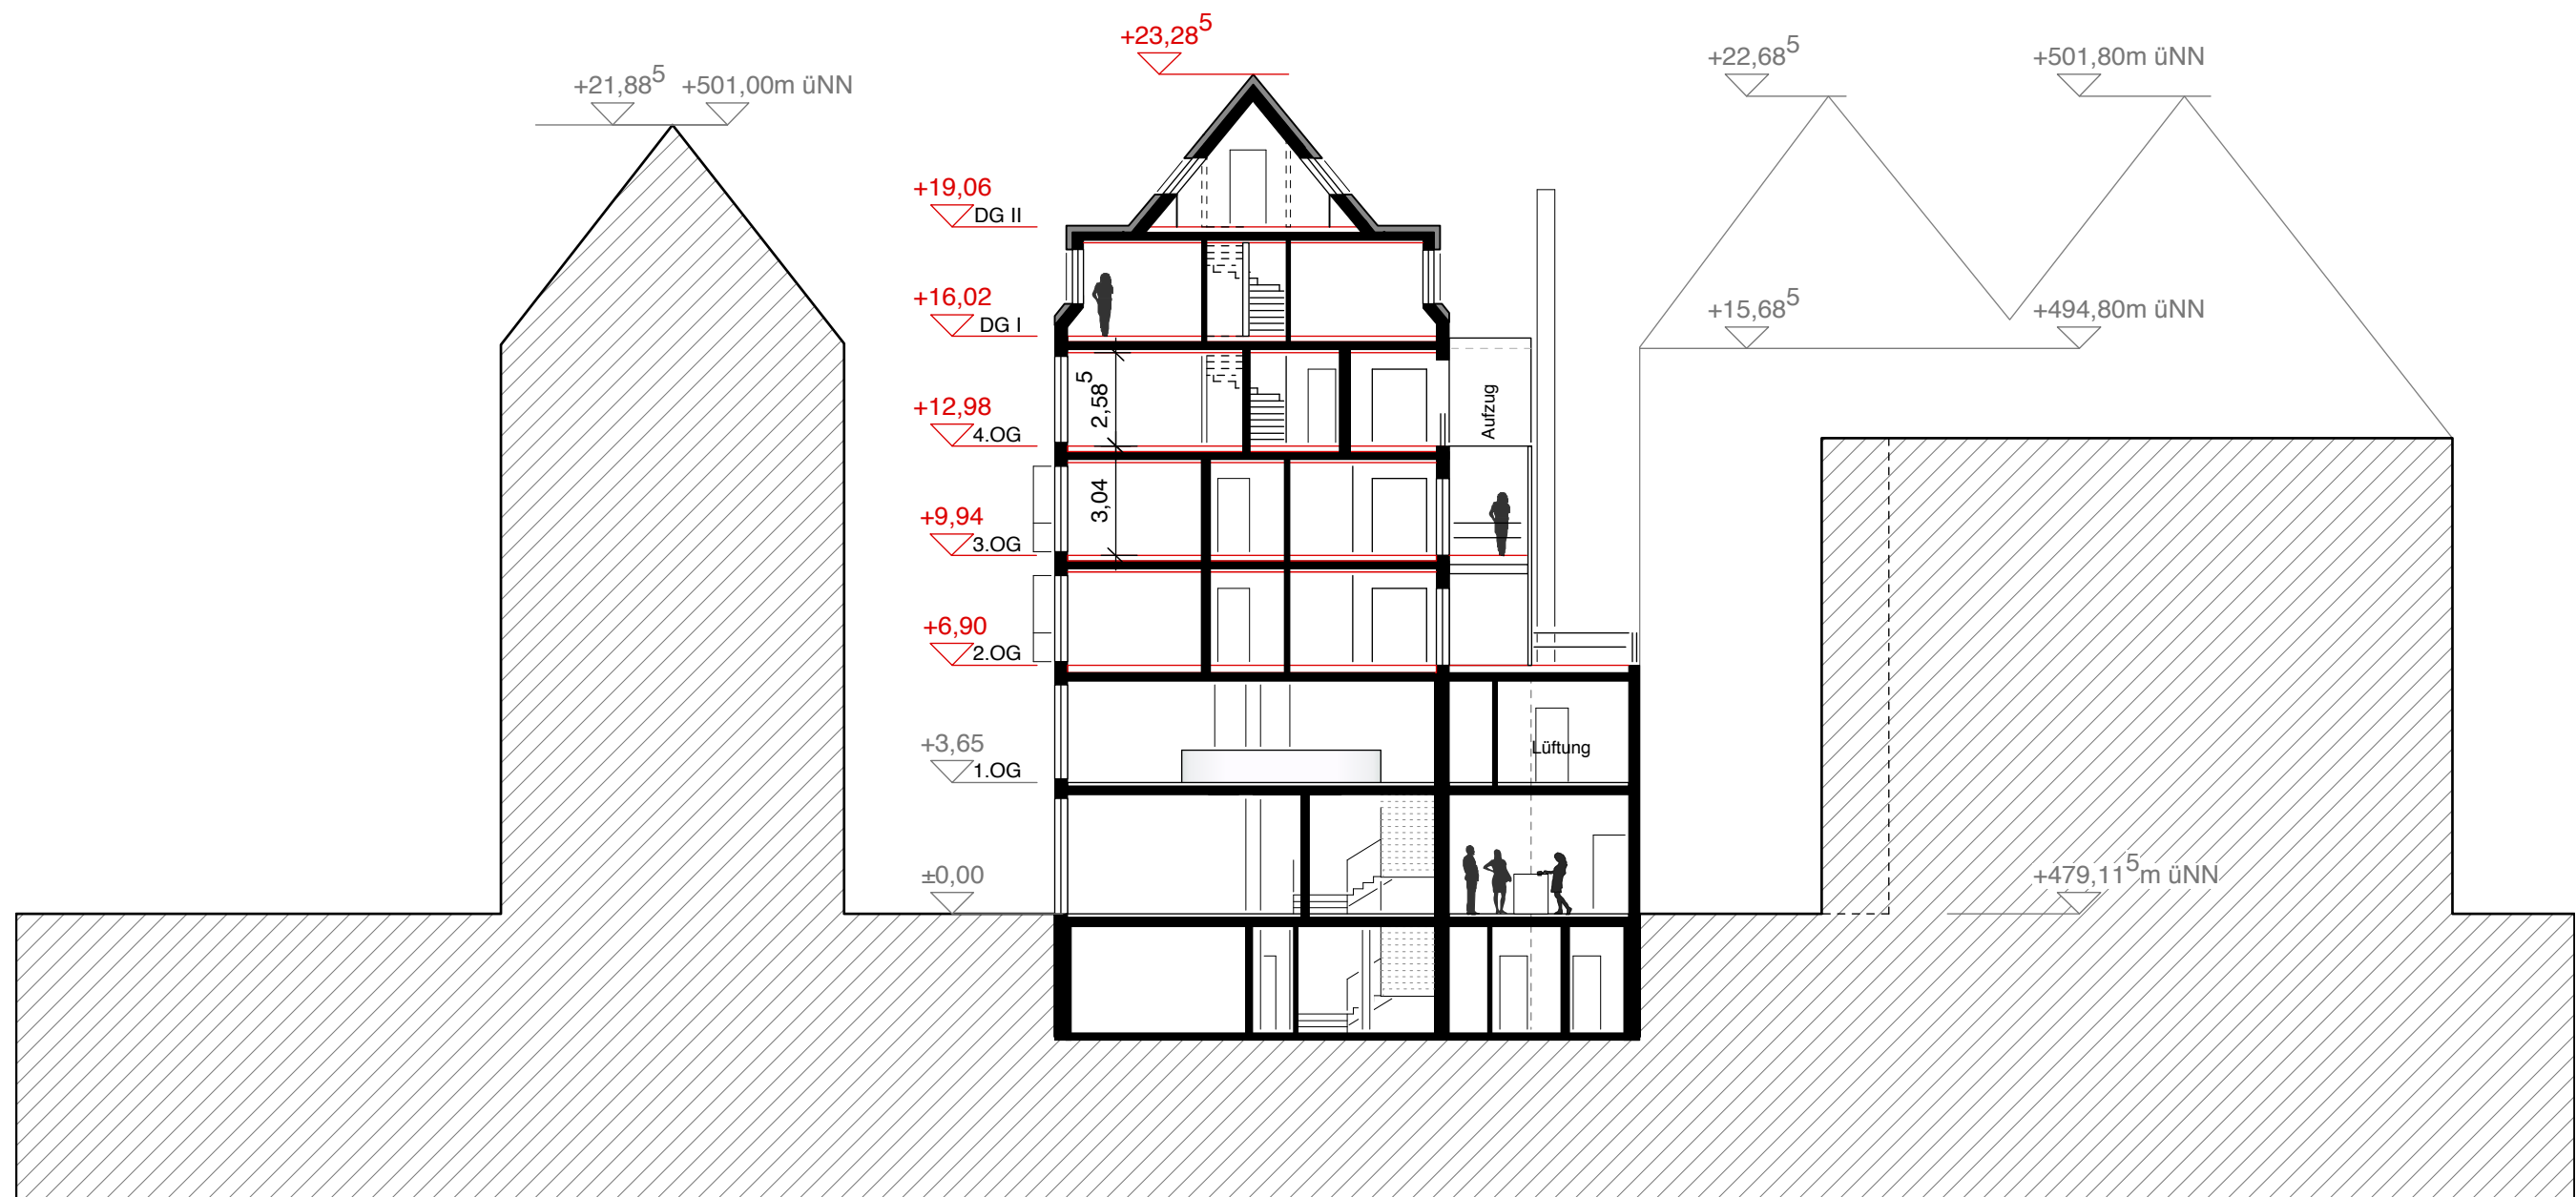 +23,28⁵
+21,88⁵ +501,00m üNN
+22,68⁵
+501,80m üNN
+19,06
DG II
+16,02
DG I
+15,68⁵
+494,80m üNN
2,58⁵
Aufzug
+12,98
4.OG
3,04
+9,94
3.OG
+6,90
2.OG
+3,65
1.OG
Lüftung
±0,00
+479,11⁵m üNN